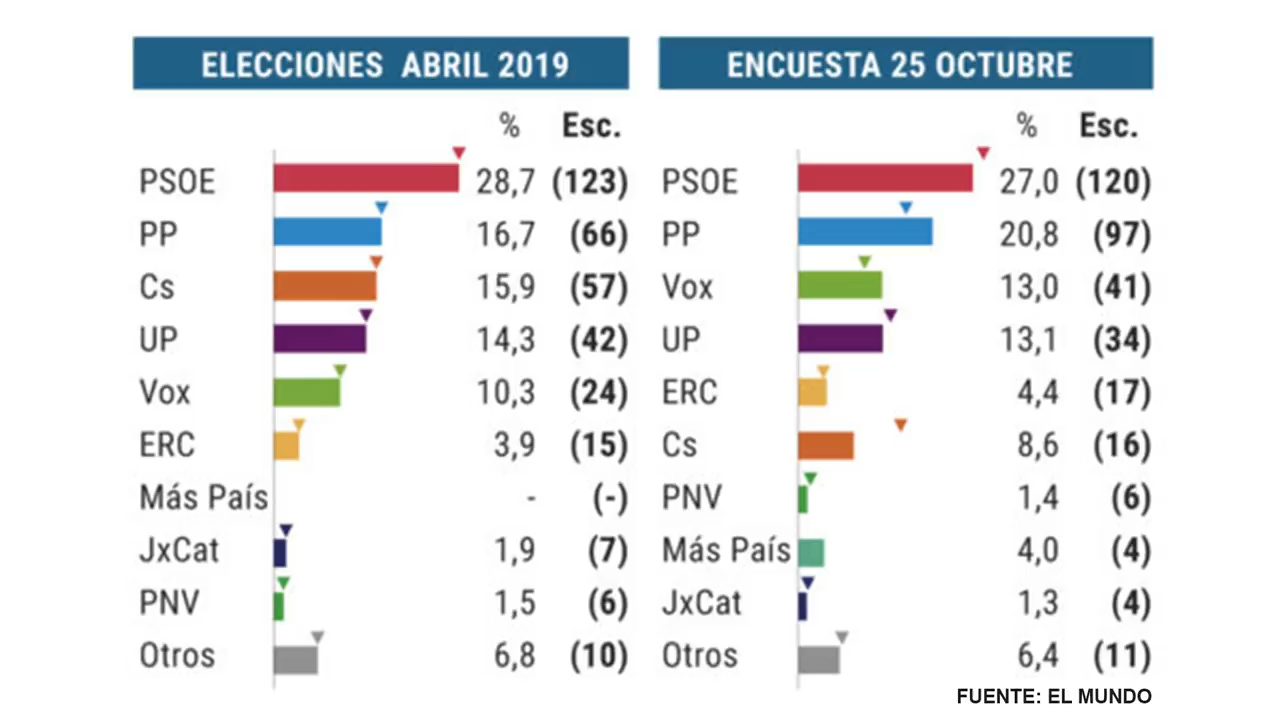 ELECCIONES ABRIL 2019
% Esc.
PSOE 28,7 (123)
PP 16,7 (66)
Cs 15,9 (57)
UP 14,3 (42)
Vox 10,3 (24)
ERC 3,9 (15)
Más País - (-)
JxCat 1,9 (7)
PNV 1,5 (6)
Otros 6,8 (10)
ENCUESTA 25 OCTUBRE
% Esc.
PSOE 27,0 (120)
PP 20,8 (97)
Vox 13,0 (41)
UP 13,1 (34)
ERC 4,4 (17)
Cs 8,6 (16)
PNV 1,4 (6)
Más País 4,0 (4)
JxCat 1,3 (4)
Otros 6,4 (11)
FUENTE: EL MUNDO